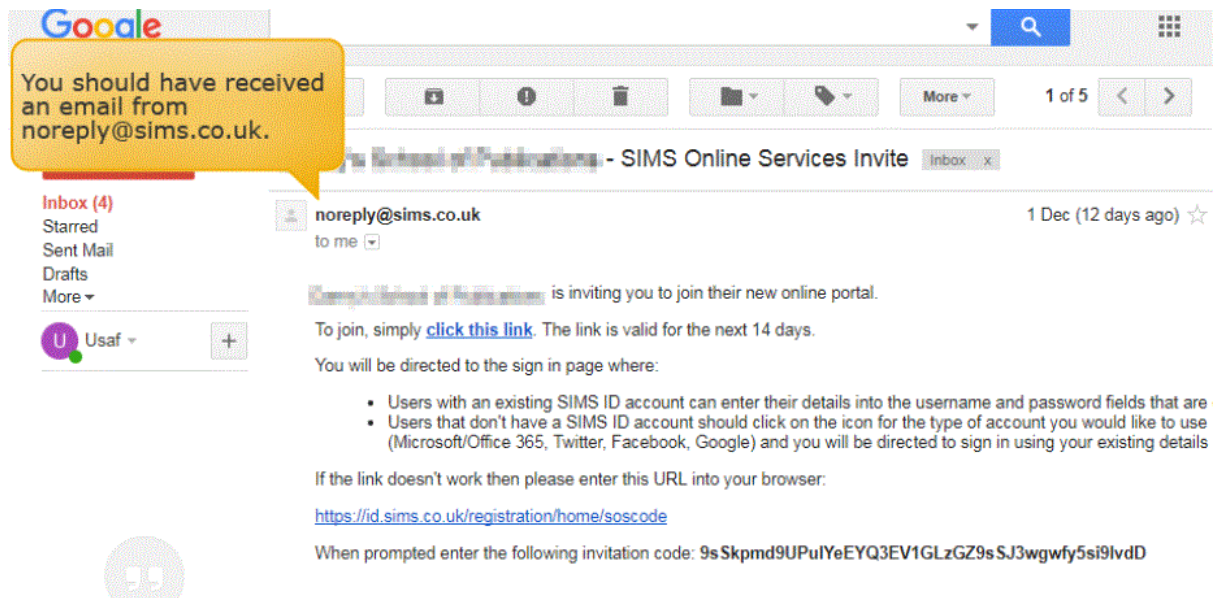 Google
You should have received
an email from
noreply@sims.co.uk.
More
1 of 5
- SIMS Online Services Invite
Inbox x
Inbox (4)
Starred
Sent Mail
Drafts
More
U Usaf
noreply@sims.co.uk
1 Dec (12 days ago)
to me
is inviting you to join their new online portal.
To join, simply click this link. The link is valid for the next 14 days.
You will be directed to the sign in page where:
• Users with an existing SIMS ID account can enter their details into the username and password fields that are
• Users that don't have a SIMS ID account should click on the icon for the type of account you would like to use
(Microsoft/Office 365, Twitter, Facebook, Google) and you will be directed to sign in using your existing details
If the link doesn't work then please enter this URL into your browser:
https://id.sims.co.uk/registration/home/soscode
When prompted enter the following invitation code: 9sSkpmd9UPulYeEYQ3EV1GLzGZ9sSJ3wgwfy5si9lvdD